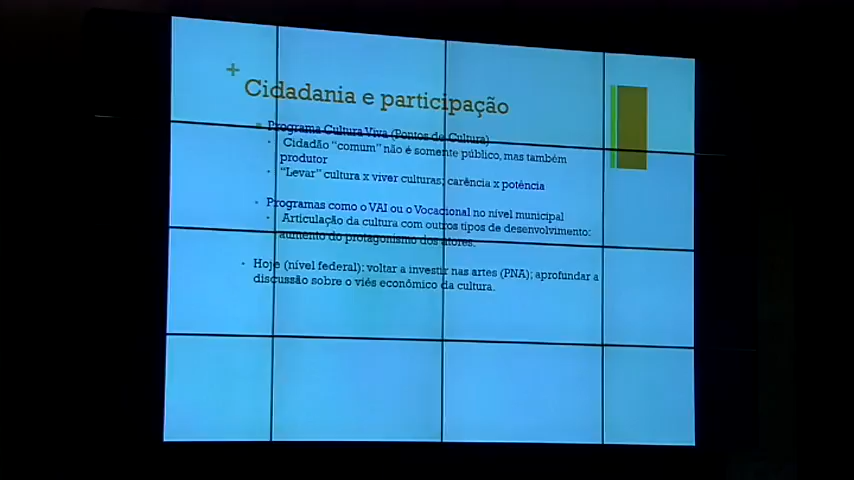 +
Cidadania e participação
Programa Cultura Viva (Pontos de Cultura)
Cidadão "comum" não é somente público, mas também
produtor
"Levar" cultura x viver culturas; carência x potência
Programas como o VAI ou o Vocacional no nível municipal
Articulação da cultura com outros tipos de desenvolvimento:
aumento do protagonismo dos atores.
Hoje (nível federal): voltar a investir nas artes (PNA); aprofundar a
discussão sobre o viés econômico da cultura.